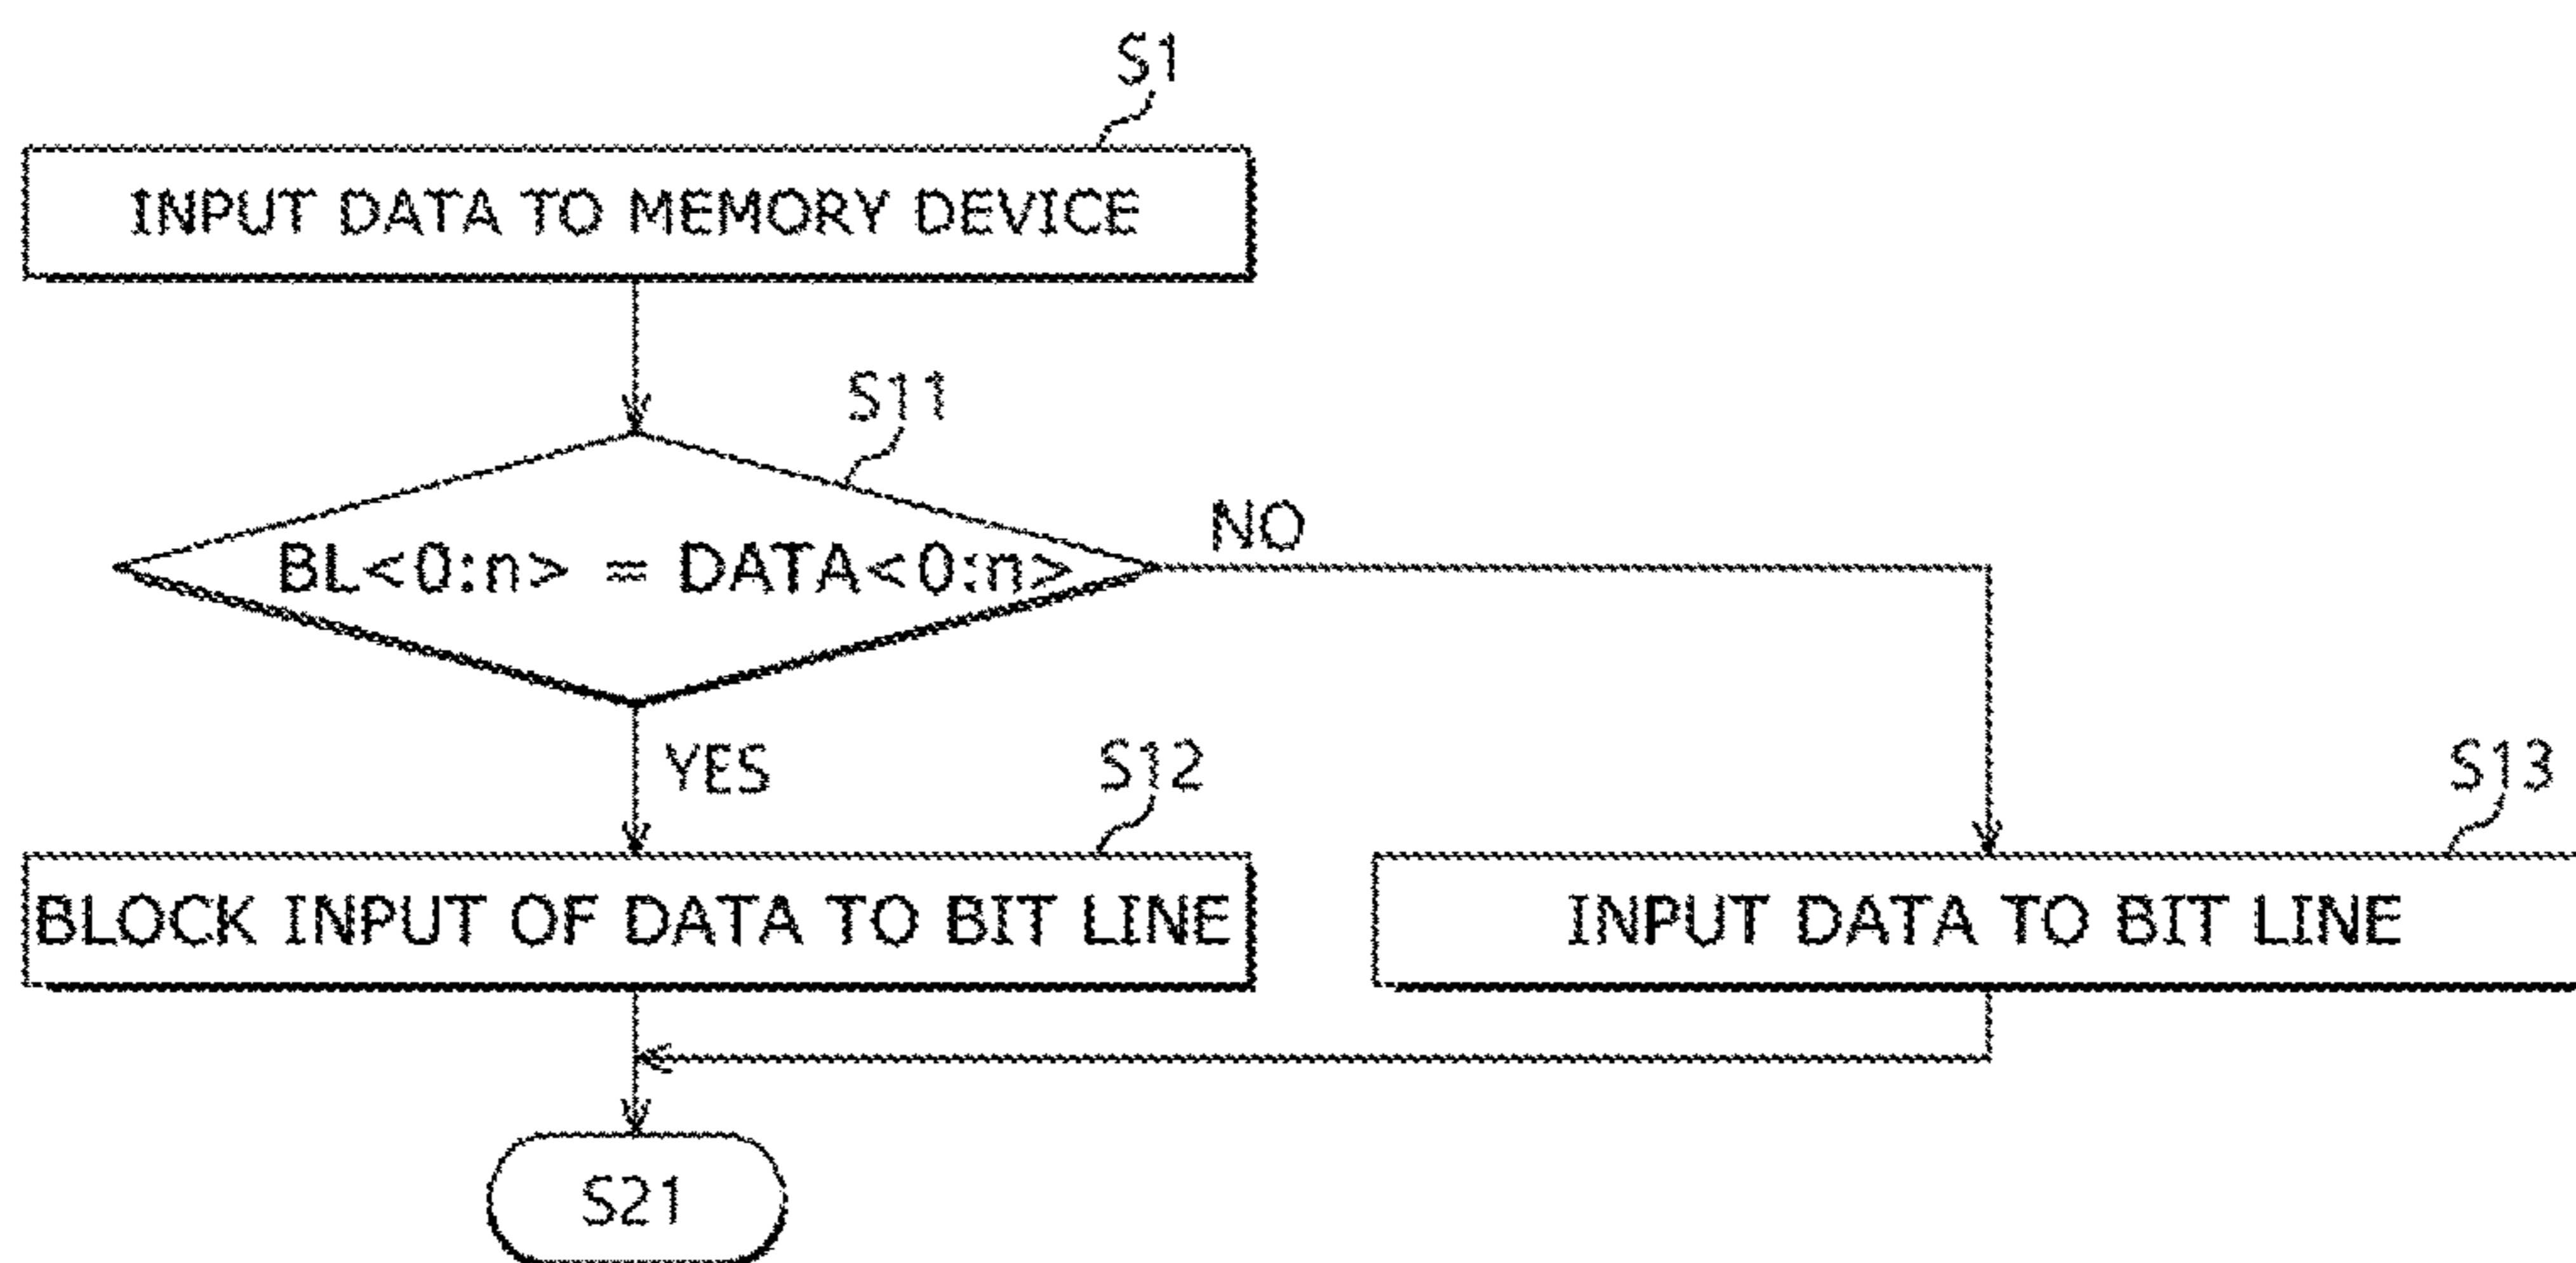 S1
INPUT DATA TO MEMORY DEVICE
S11
BL<0:n> = DATA<0:n>
NO
YES
S12
S13
BLOCK INPUT OF DATA TO BIT LINE
INPUT DATA TO BIT LINE
S21